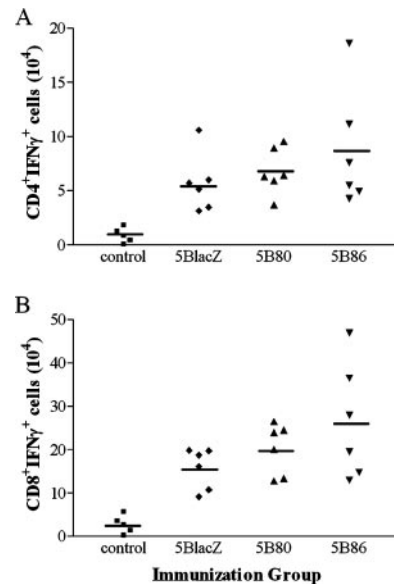 A
CD4+IFNγ+ cells (10⁴)
20
15
10
5
0
control 5BlacZ 5B80 5B86
B
CD8+IFNγ+ cells (10⁴)
50
40
30
20
10
0
control 5BlacZ 5B80 5B86
Immunization Group